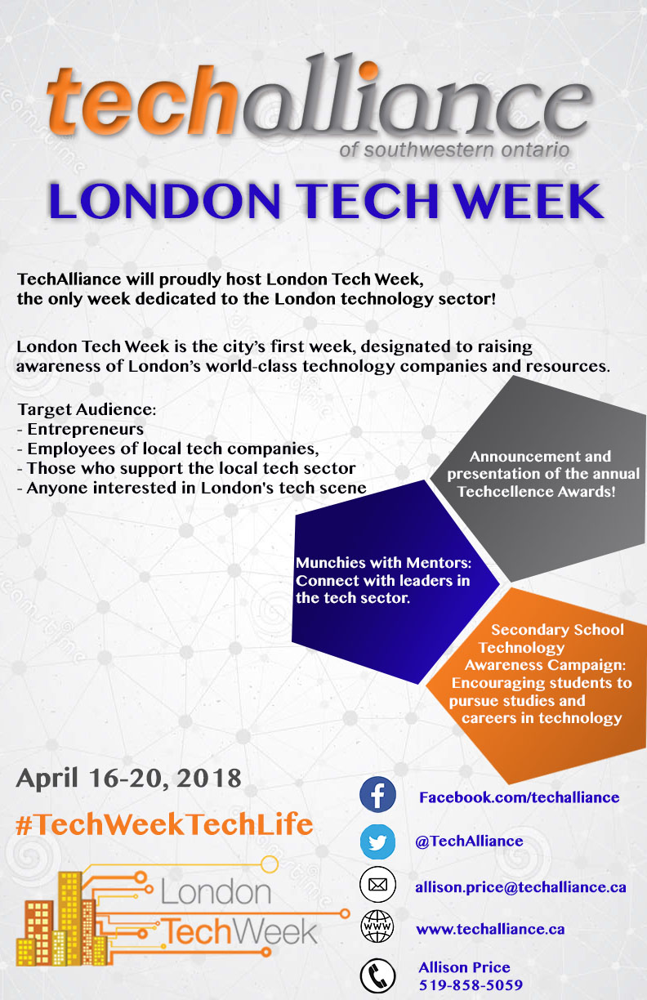 techalliance
of southwestern ontario
LONDON TECH WEEK
TechAlliance will proudly host London Tech Week,
the only week dedicated to the London technology sector!
London Tech Week is the city’s first week, designated to raising
awareness of London’s world-class technology companies and resources.
Target Audience:
- Entrepreneurs
- Employees of local tech companies,
- Those who support the local tech sector
- Anyone interested in London's tech scene
Announcement and
presentation of the annual
Techcellence Awards!
Munchies with Mentors:
Connect with leaders in
the tech sector.
Secondary School
Technology
Awareness Campaign:
Encouraging students to
pursue studies and
careers in technology
April 16-20, 2018
#TechWeekTechLife
London
TechWeek
Facebook.com/techalliance
@TechAlliance
allison.price@techalliance.ca
WWW
www.techalliance.ca
Allison Price
519-858-5059